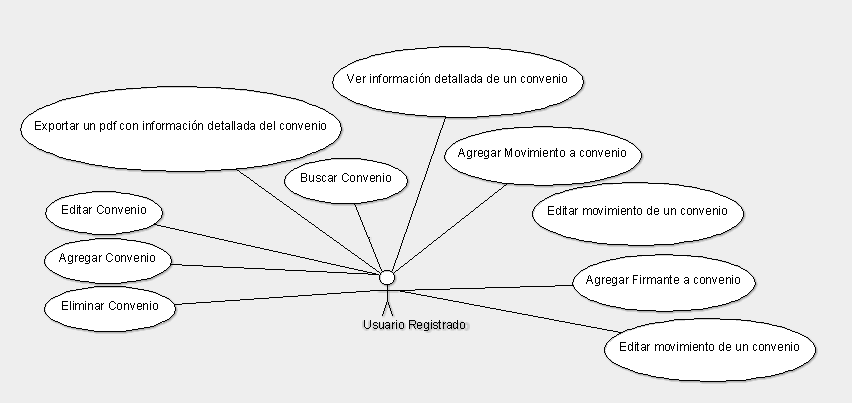 Ver información detallada de un convenio
Exportar un pdf con información detallada del convenio
Agregar Movimiento a convenio
Buscar Convenio
Editar Convenio
Editar movimiento de un convenio
Agregar Convenio
Agregar Firmante a convenio
Eliminar Convenio
Usuario Registrado
Editar movimiento de un convenio